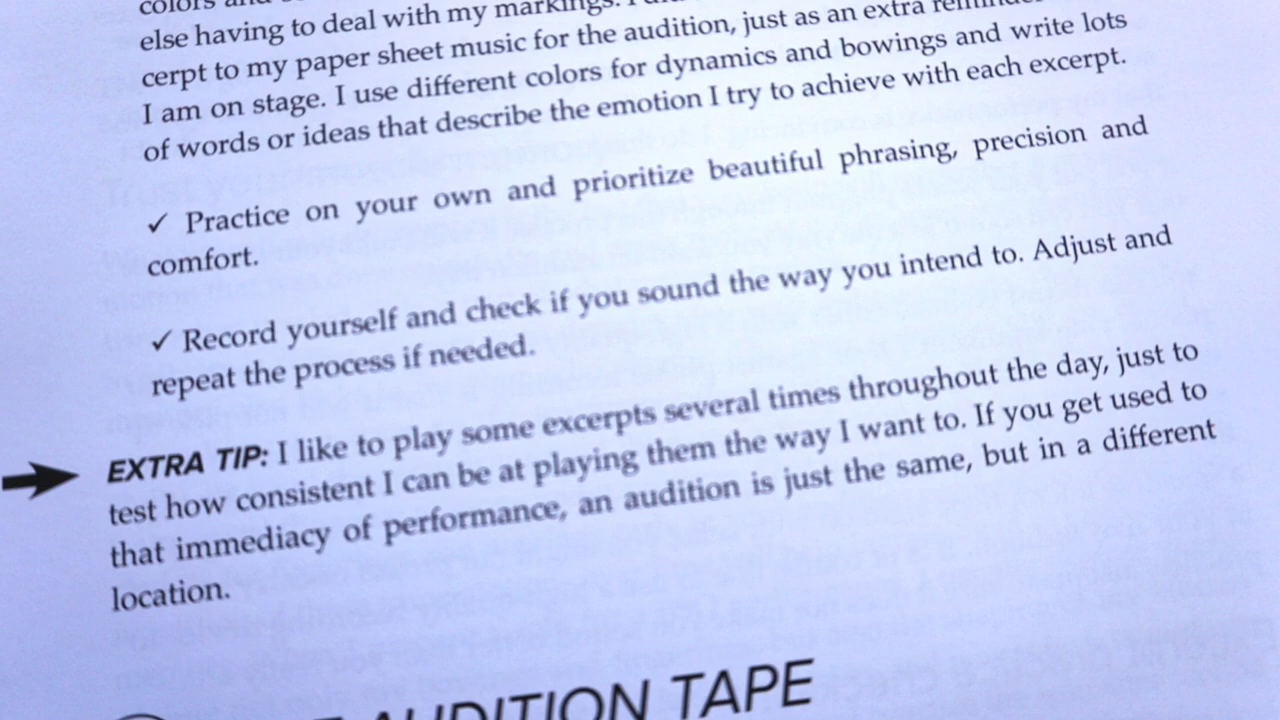 colors and
else having to deal with my markings. I
cerpt to my paper sheet music for the audition, just as an extra
I am on stage. I use different colors for dynamics and bowings and write lots
of words or ideas that describe the emotion I try to achieve with each excerpt.
✓ Practice on your own and prioritize beautiful phrasing, precision and
comfort.
✓ Record yourself and check if you sound the way you intend to. Adjust and
repeat the process if needed.
EXTRA TIP: I like to play some excerpts several times throughout the day, just to
test how consistent I can be at playing them the way I want to. If you get used to
that immediacy of performance, an audition is just the same, but in a different
location.
AUDITION TAPE